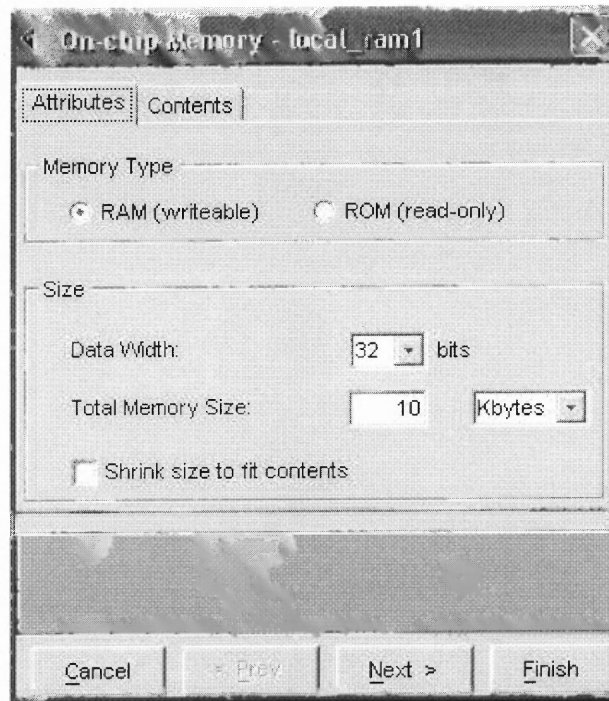 On-chip Memory - local_ram1
Attributes Contents
Memory Type
RAM (writeable) ROM (read-only)
Size
Data Width: 32 bits
Total Memory Size: 10 Kbytes
Shrink size to fit contents
Cancel < Prev Next > Finish